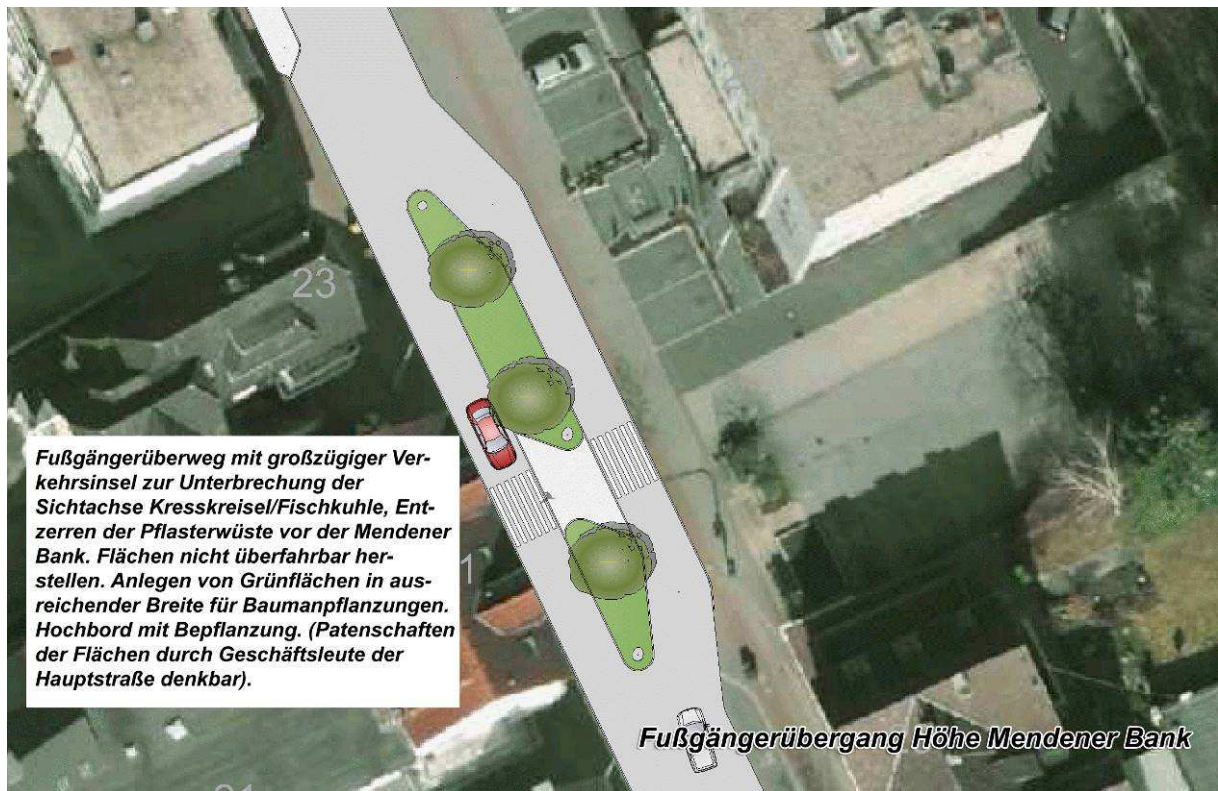 23
Fußgängerüberweg mit großzügiger Ver-
kehrsinsel zur Unterbrechung der
Sichtachse Kresskreisel/Fischkuhle, Ent-
zerren der Pflasterwüste vor der Mendener
Bank. Flächen nicht überfahrbar her-
stellen. Anlegen von Grünflächen in aus-
reichender Breite für Baumanpflanzungen.
Hochbord mit Bepflanzung. (Patenschaften
der Flächen durch Geschäftsleute der
Hauptstraße denkbar).
1
Fußgängerübergang Höhe Mendener Bank